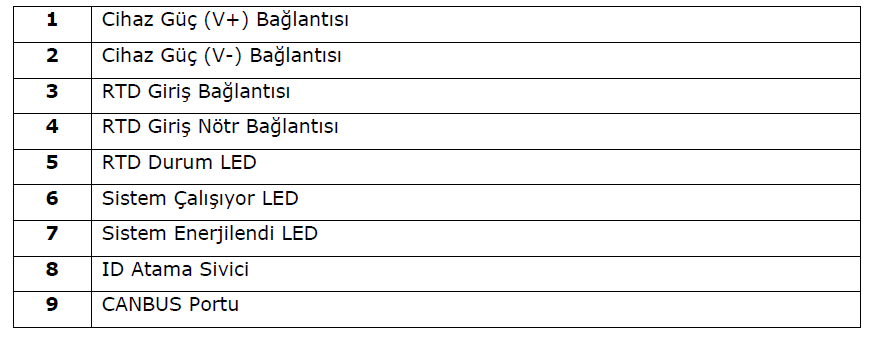 1 Cihaz Güç (V+) Bağlantısı
2 Cihaz Güç (V-) Bağlantısı
3 RTD Giriş Bağlantısı
4 RTD Giriş Nötr Bağlantısı
5 RTD Durum LED
6 Sistem Çalışıyor LED
7 Sistem Enerjilendi LED
8 ID Atama Sivici
9 CANBUS Portu